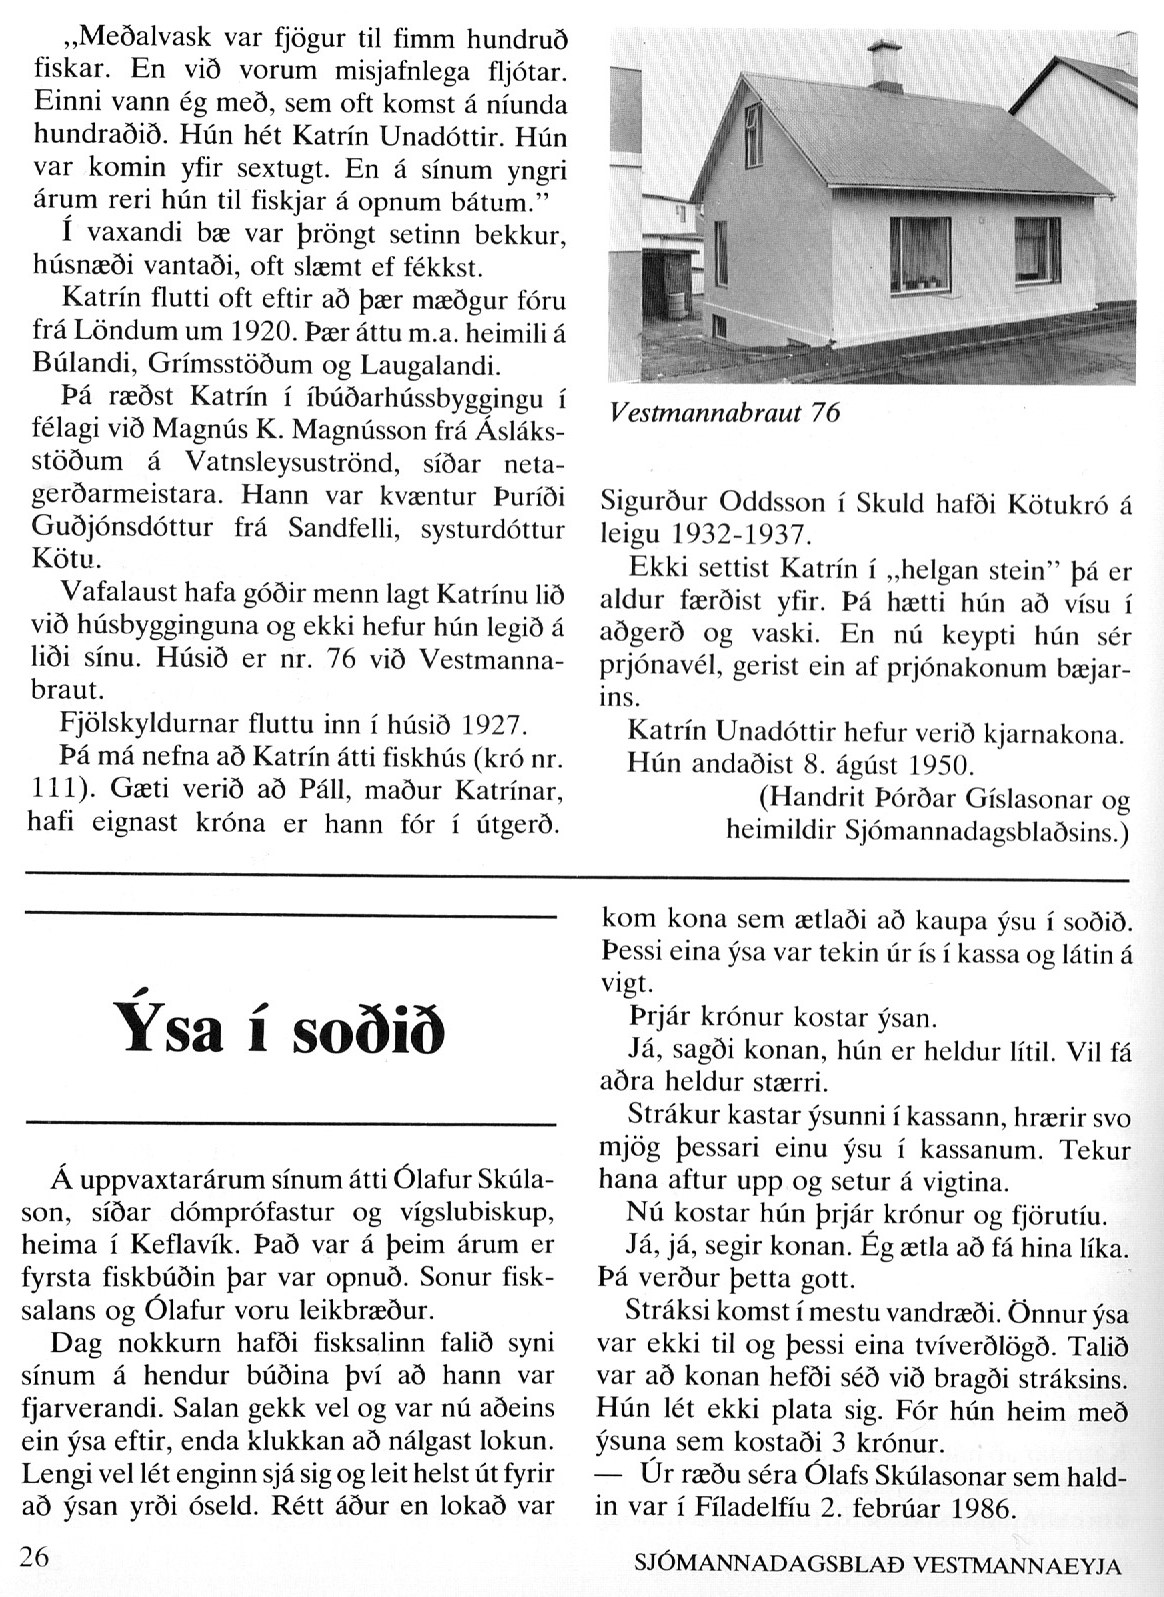 „Meðalvask var fjögur til fimm hundruð
fiskar. En við vorum misjafnlega fljótar.
Einni vann ég með, sem oft komst á níunda
hundraðið. Hún hét Katrín Unadóttir. Hún
var komin yfir sextugt. En á sínum yngri
árum reri hún til fiskjar á opnum bátum.”
Í vaxandi bæ var þröngt setinn bekkur,
húsnæði vantaði, oft slæmt ef fékkst.
Katrín flutti oft eftir að þær mæðgur fóru
frá Löndum um 1920. Þær áttu m.a. heimili á
Búlandi, Grímsstöðum og Laugalandi.
Þá ræðst Katrín í íbúðarhússbyggingu í
félagi við Magnús K. Magnússon frá Ásláks-
stöðum á Vatnsleysuströnd, síðar neta-
gerðarmeistara. Hann var kvæntur Þuríði
Guðjónsdóttur frá Sandfelli, systurdóttur
Kötu.
Vafalaust hafa góðir menn lagt Katrínu lið
við húsbygginguna og ekki hefur hún legið á
liði sínu. Húsið er nr. 76 við Vestmanna-
braut.
Fjölskyldurnar fluttu inn í húsið 1927.
Þá má nefna að Katrín átti fiskhús (kró nr.
111). Gæti verið að Páll, maður Katrínar,
hafi eignast króna er hann fór í útgerð.
Vestmannabraut 76
Sigurður Oddsson í Skuld hafði Kötukró á
leigu 1932-1937.
Ekki settist Katrín í „helgan stein” þá er
aldur færðist yfir. Þá hætti hún að vísu í
aðgerð og vaski. En nú keypti hún sér
prjónavél, gerist ein af prjónakonum bæjar-
ins.
Katrín Unadóttir hefur verið kjarnakona.
Hún andaðist 8. ágúst 1950.
(Handrit Þórðar Gíslasonar og
heimildir Sjómannadagsblaðsins.)
Ýsa í soðið
Á uppvaxtarárum sínum átti Ólafur Skúla-
son, síðar dómprófastur og vígslubiskup,
heima í Keflavík. Það var á þeim árum er
fyrsta fiskbúðin þar var opnuð. Sonur fisk-
salans og Ólafur voru leikbræður.
Dag nokkurn hafði fisksalinn falið syni
sínum á hendur búðina því að hann var
fjarverandi. Salan gekk vel og var nú aðeins
ein ýsa eftir, enda klukkan að nálgast lokun.
Lengi vel lét enginn sjá sig og leit helst út fyrir
að ýsan yrði óseld. Rétt áður en lokað var
kom kona sem ætlaði að kaupa ýsu í soðið.
Þessi eina ýsa var tekin úr ís í kassa og látin á
vigt.
Þrjár krónur kostar ýsan.
Já, sagði konan, hún er heldur lítil. Vil fá
aðra heldur stærri.
Strákur kastar ýsunni í kassann, hrærir svo
mjög þessari einu ýsu í kassanum. Tekur
hana aftur upp og setur á vigtina.
Nú kostar hún þrjár krónur og fjörutíu.
Já, já, segir konan. Ég ætla að fá hina líka.
Þá verður þetta gott.
Stráksi komst í mestu vandræði. Önnur ýsa
var ekki til og þessi eina tvíverðlögð. Talið
var að konan hefði séð við bragði stráksins.
Hún lét ekki plata sig. Fór hún heim með
ýsuna sem kostaði 3 krónur.
— Úr ræðu séra Ólafs Skúlasonar sem hald-
in var í Fíladelfíu 2. febrúar 1986.
26
SJÓMANNADAGSBLAÐ VESTMANNAEYJA